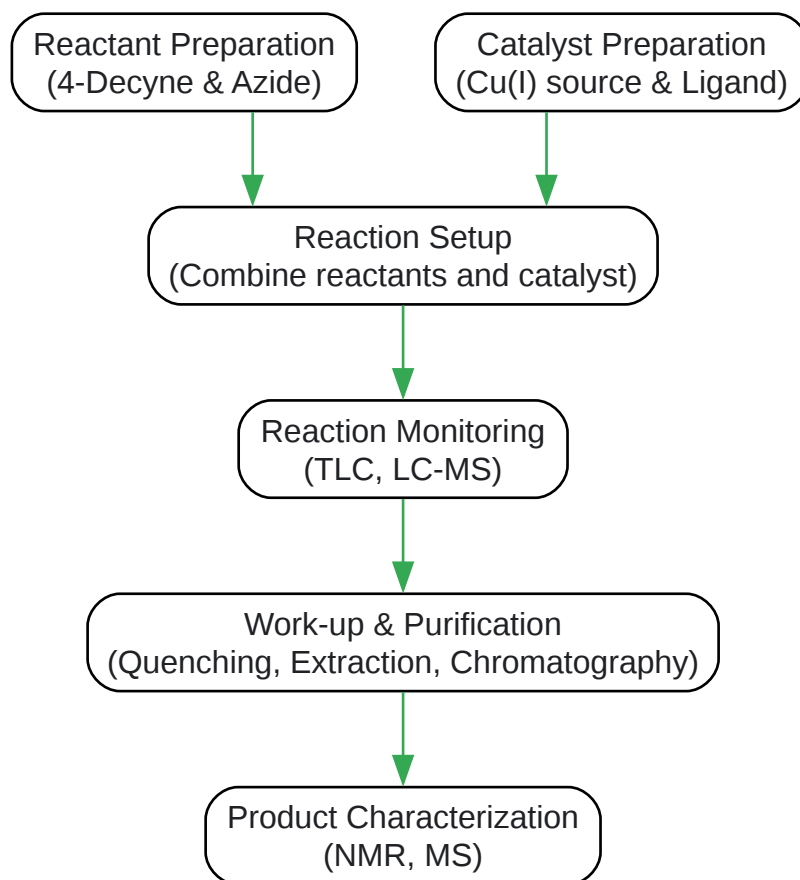 Reactant Preparation
(4-Decyne & Azide)
Catalyst Preparation
(Cu(I) source & Ligand)
Reaction Setup
(Combine reactants and catalyst)
Reaction Monitoring
(TLC, LC-MS)
Work-up & Purification
(Quenching, Extraction, Chromatography)
Product Characterization
(NMR, MS)